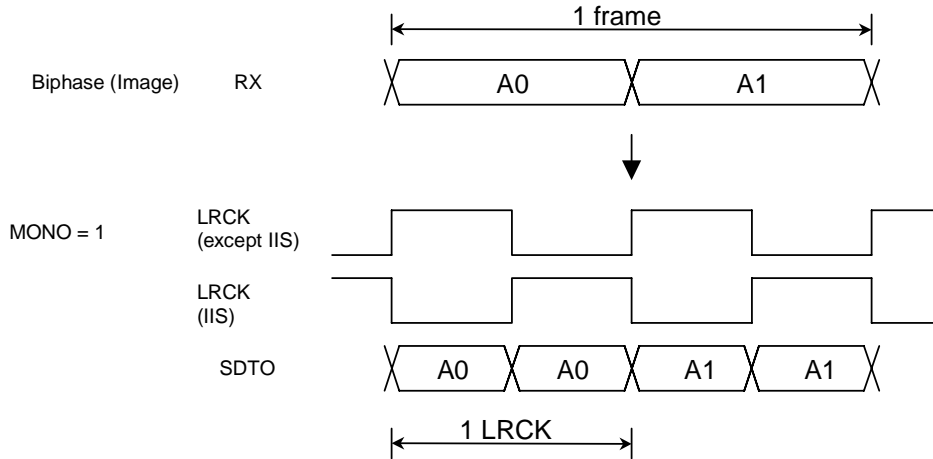 1 frame
Biphase (Image) RX A0 A1
MONO = 1
LRCK
(except IIS)
LRCK
(IIS)
SDTO A0 A0 A1 A1
1 LRCK